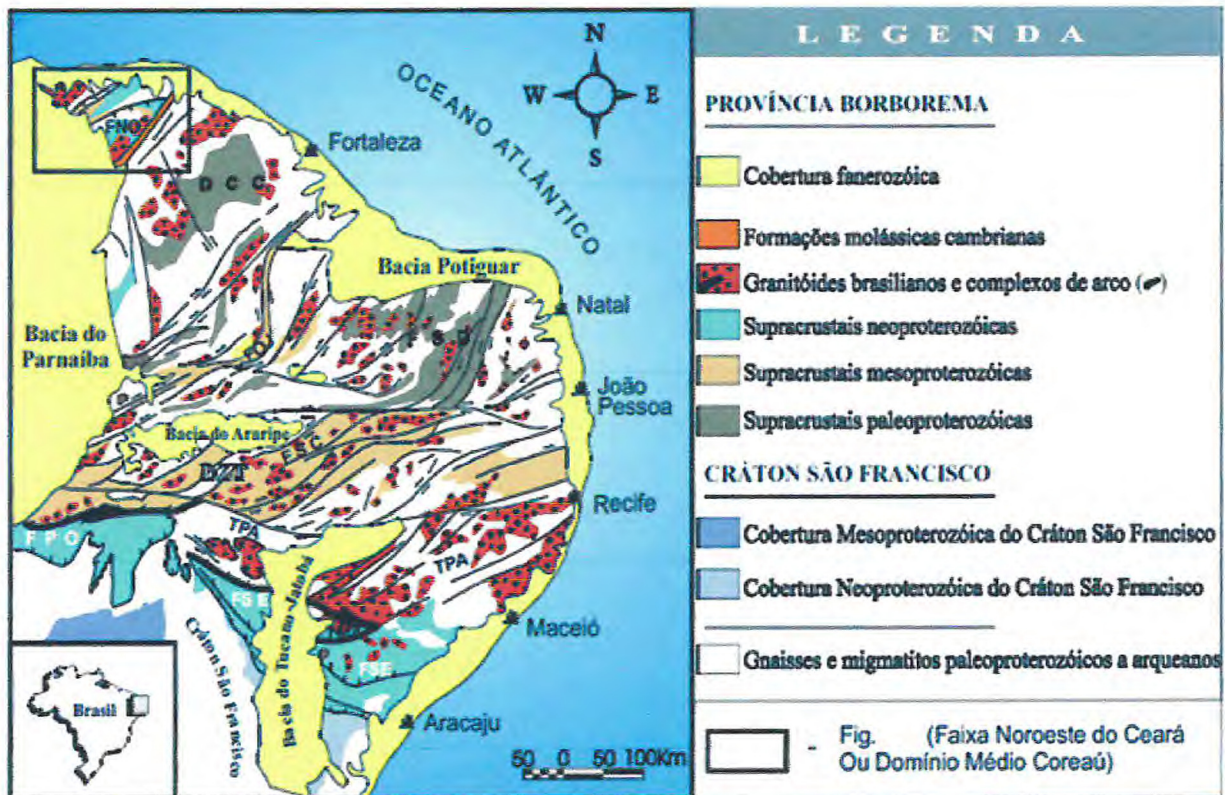 N
W
E
S
OCEANO ATLÂNTICO
FNO
Fortaleza
D C C
Bacia Potiguar
Natal
Bacia do
Parnaíba
F S
João
Pessoa
Bacia do Araripe
F S C
DZT
Recife
F P O
TPA
TPA
FSE
Bacia do Tucano-Jatobá
Maceió
FSE
Cráton São Francisco
Brasil
Aracaju
50 0 50 100Km
LEGENDA
PROVÍNCIA BORBOREMA
Cobertura fanerozóica
Formações molássicas cambrianas
Granitóides brasilianos e complexos de arco ( )
Supracrustais neoproterozóicas
Supracrustais mesoproterozóicas
Supracrustais paleoproterozóicas
CRÁTON SÃO FRANCISCO
Cobertura Mesoproterozóica do Cráton São Francisco
Cobertura Neoproterozóica do Cráton São Francisco
Gnaisses e migmatitos paleoproterozóicos a arqueanos
- Fig. (Faixa Noroeste do Ceará
Ou Domínio Médio Coreaú)